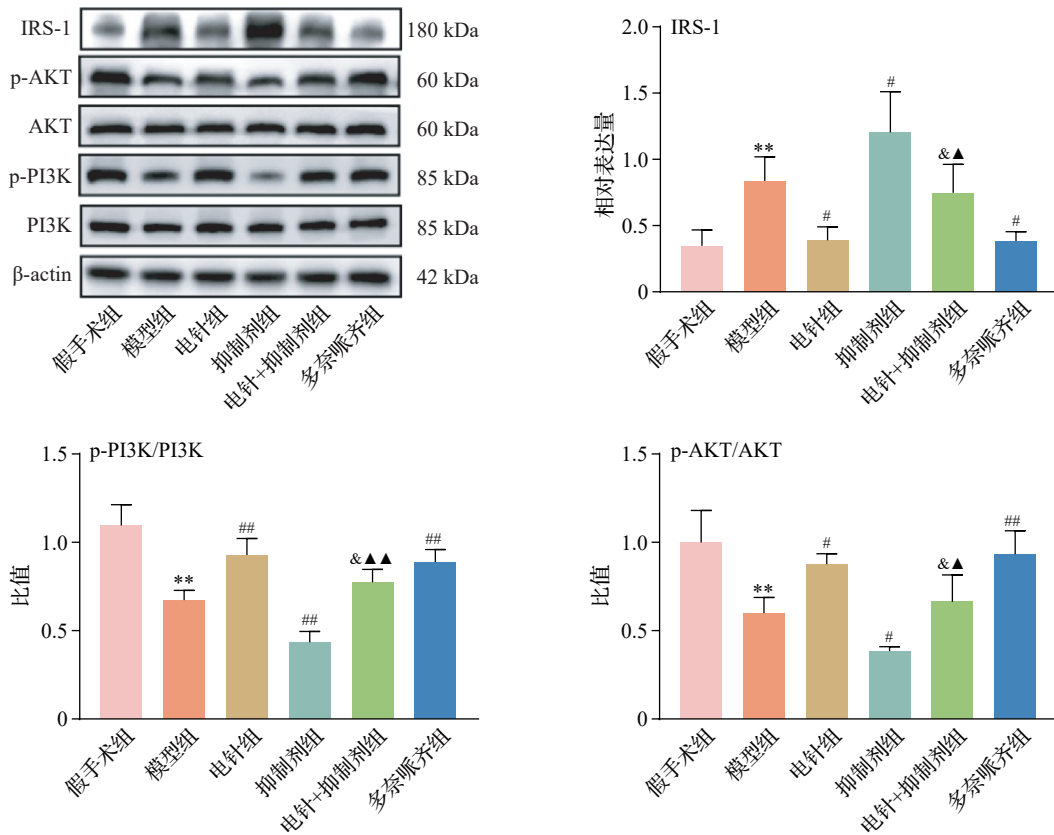 IRS-1 180 kDa
p-AKT 60 kDa
AKT 60 kDa
p-PI3K 85 kDa
PI3K 85 kDa
β-actin 42 kDa
假手术组 模型组 电针组 抑制剂组 电针+抑制剂组 多奈哌齐组
IRS-1
相对表达量
2.0
1.5
1.0
0.5
0
** # # &▲ #
假手术组 模型组 电针组 抑制剂组 电针+抑制剂组 多奈哌齐组
p-PI3K/PI3K
比值
1.5
1.0
0.5
0
** ## ## &▲▲ ##
假手术组 模型组 电针组 抑制剂组 电针+抑制剂组 多奈哌齐组
p-AKT/AKT
比值
1.5
1.0
0.5
0
** # # &▲ ##
假手术组 模型组 电针组 抑制剂组 电针+抑制剂组 多奈哌齐组